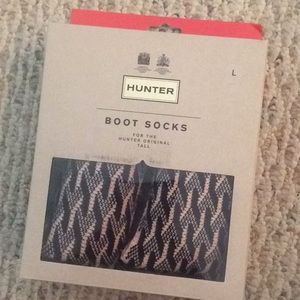 HUNTER
L
BOOT SOCKS
FOR THE
HUNTER ORIGINAL
TALL